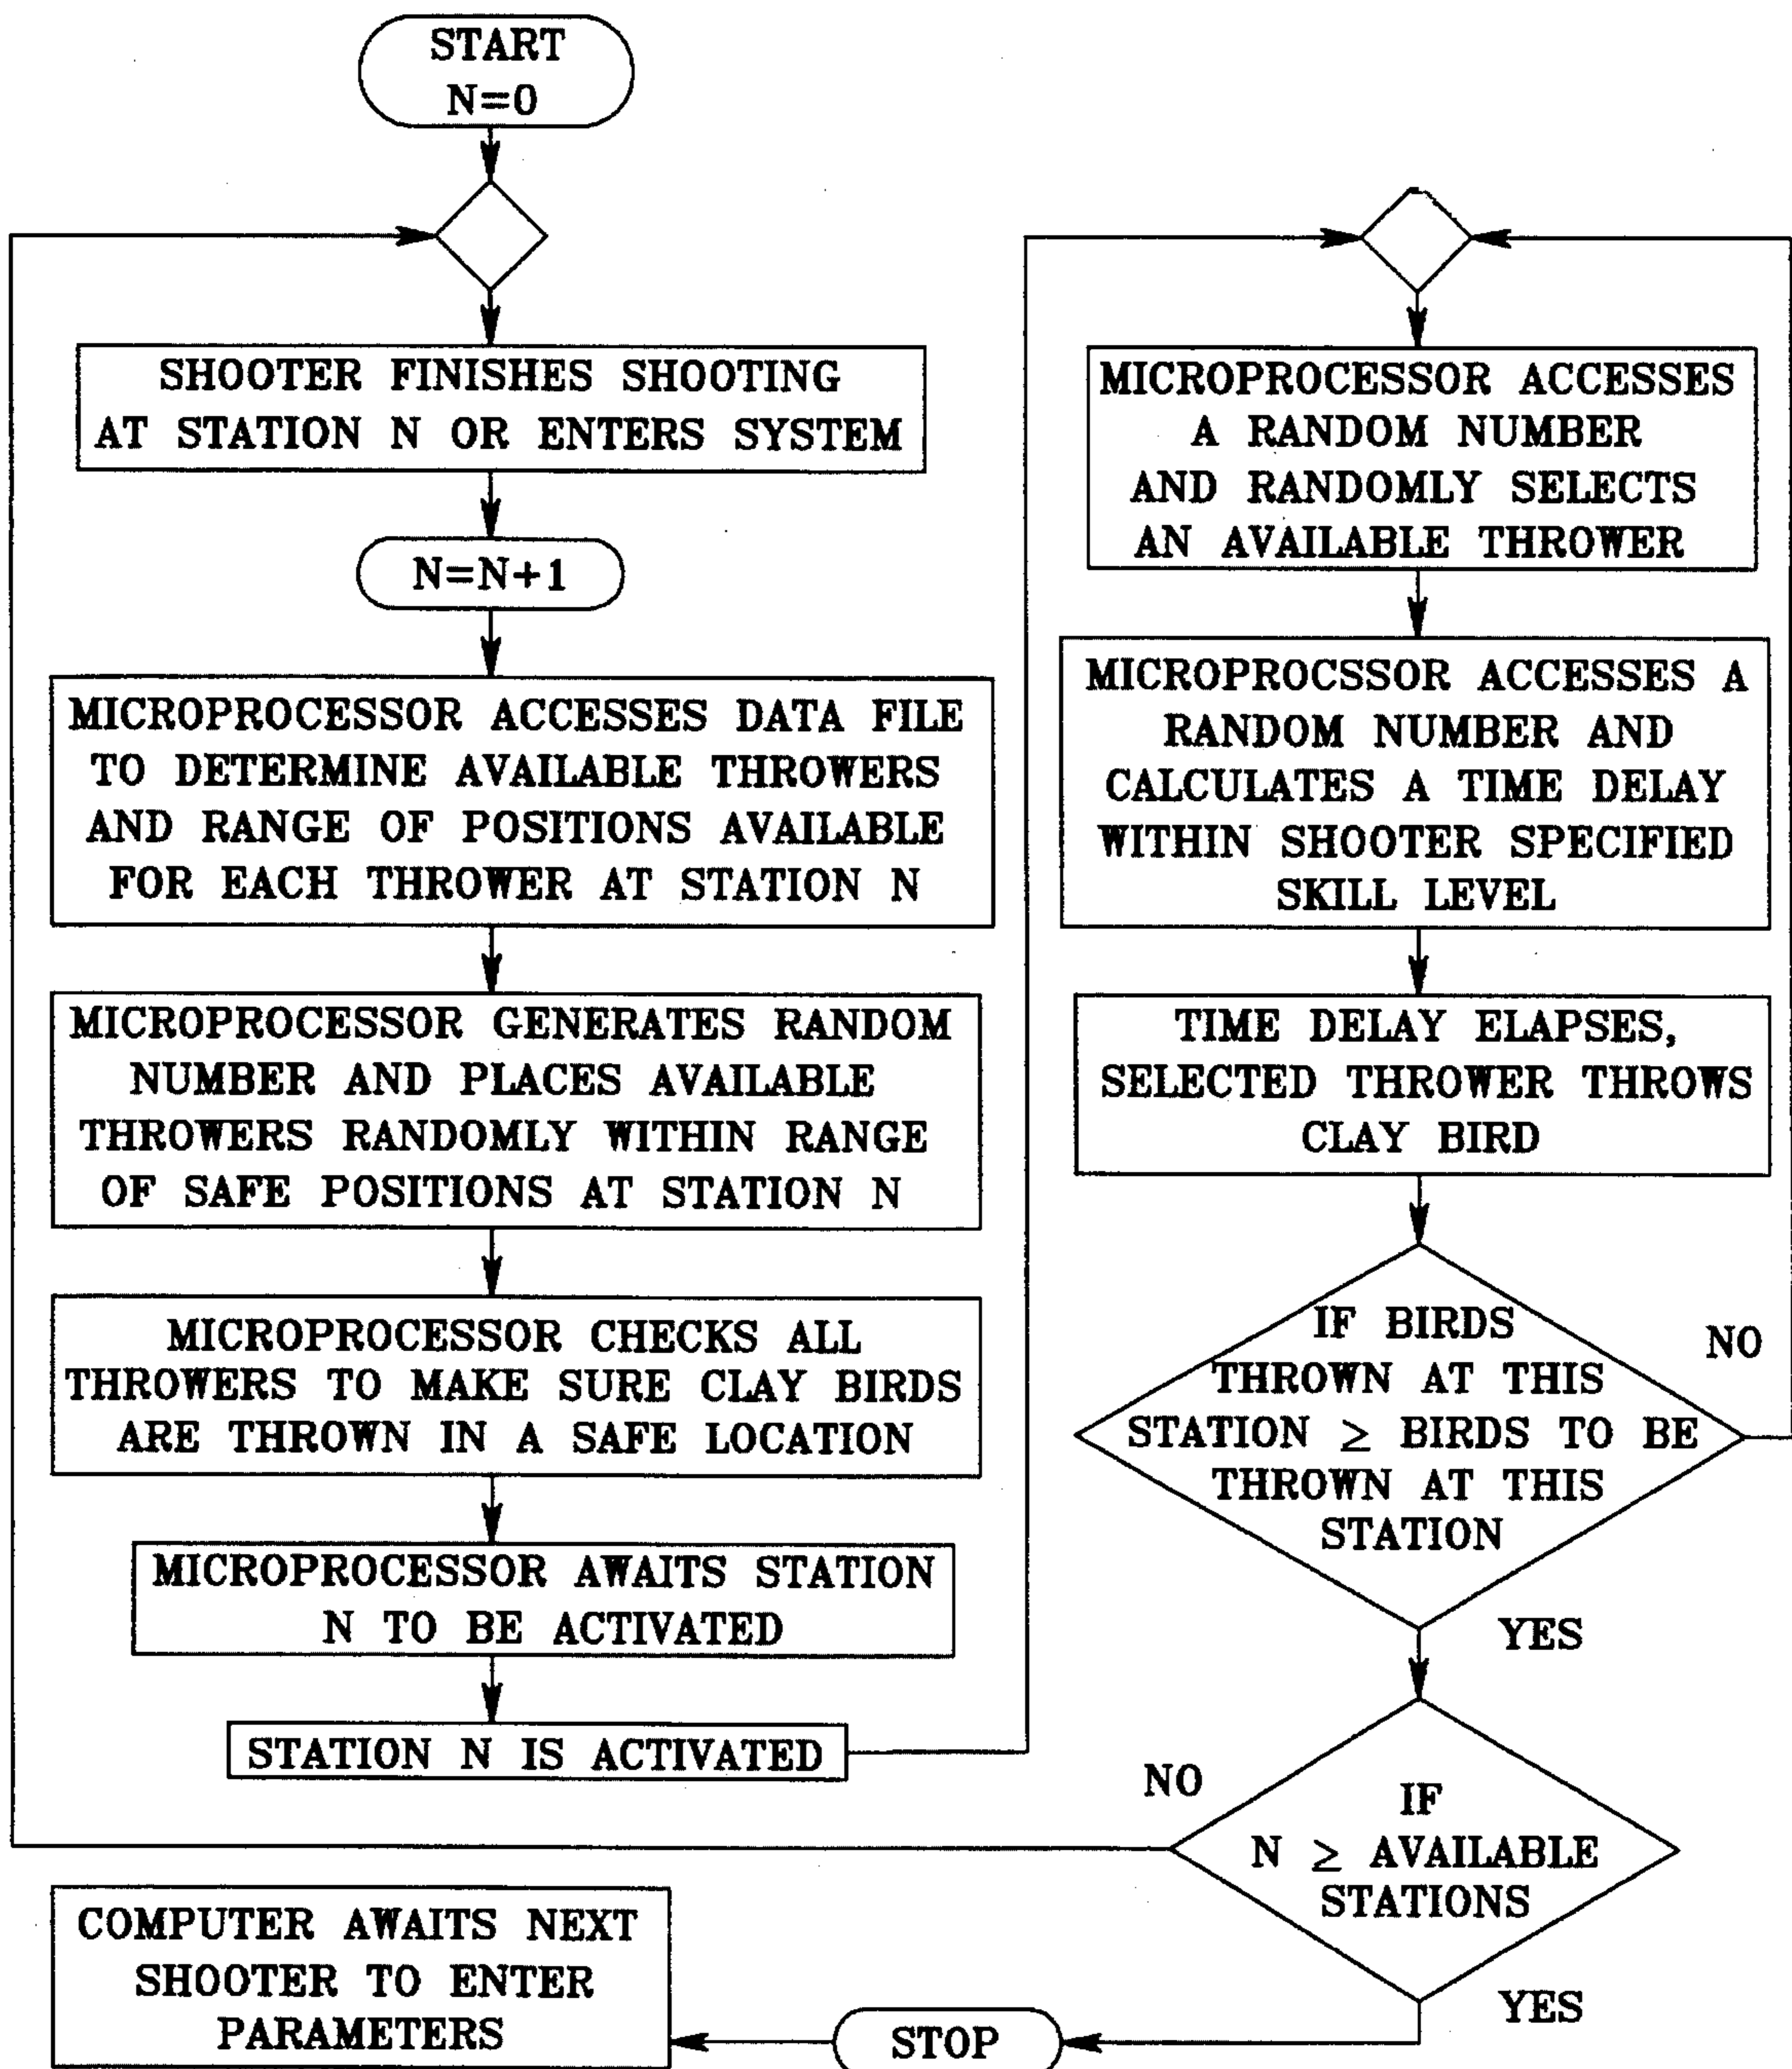 START
N=0
SHOOTER FINISHES SHOOTING
AT STATION N OR ENTERS SYSTEM
N=N+1
MICROPROCESSOR ACCESSES DATA FILE
TO DETERMINE AVAILABLE THROWERS
AND RANGE OF POSITIONS AVAILABLE
FOR EACH THROWER AT STATION N
MICROPROCESSOR GENERATES RANDOM
NUMBER AND PLACES AVAILABLE
THROWERS RANDOMLY WITHIN RANGE
OF SAFE POSITIONS AT STATION N
MICROPROCESSOR CHECKS ALL
THROWERS TO MAKE SURE CLAY BIRDS
ARE THROWN IN A SAFE LOCATION
MICROPROCESSOR AWAITS STATION
N TO BE ACTIVATED
STATION N IS ACTIVATED
MICROPROCESSOR ACCESSES
A RANDOM NUMBER
AND RANDOMLY SELECTS
AN AVAILABLE THROWER
MICROPROCSSOR ACCESSES A
RANDOM NUMBER AND
CALCULATES A TIME DELAY
WITHIN SHOOTER SPECIFIED
SKILL LEVEL
TIME DELAY ELAPSES,
SELECTED THROWER THROWS
CLAY BIRD
IF BIRDS
THROWN AT THIS
STATION ≥ BIRDS TO BE
THROWN AT THIS
STATION
NO
YES
IF
N ≥ AVAILABLE
STATIONS
NO
YES
STOP
COMPUTER AWAITS NEXT
SHOOTER TO ENTER
PARAMETERS